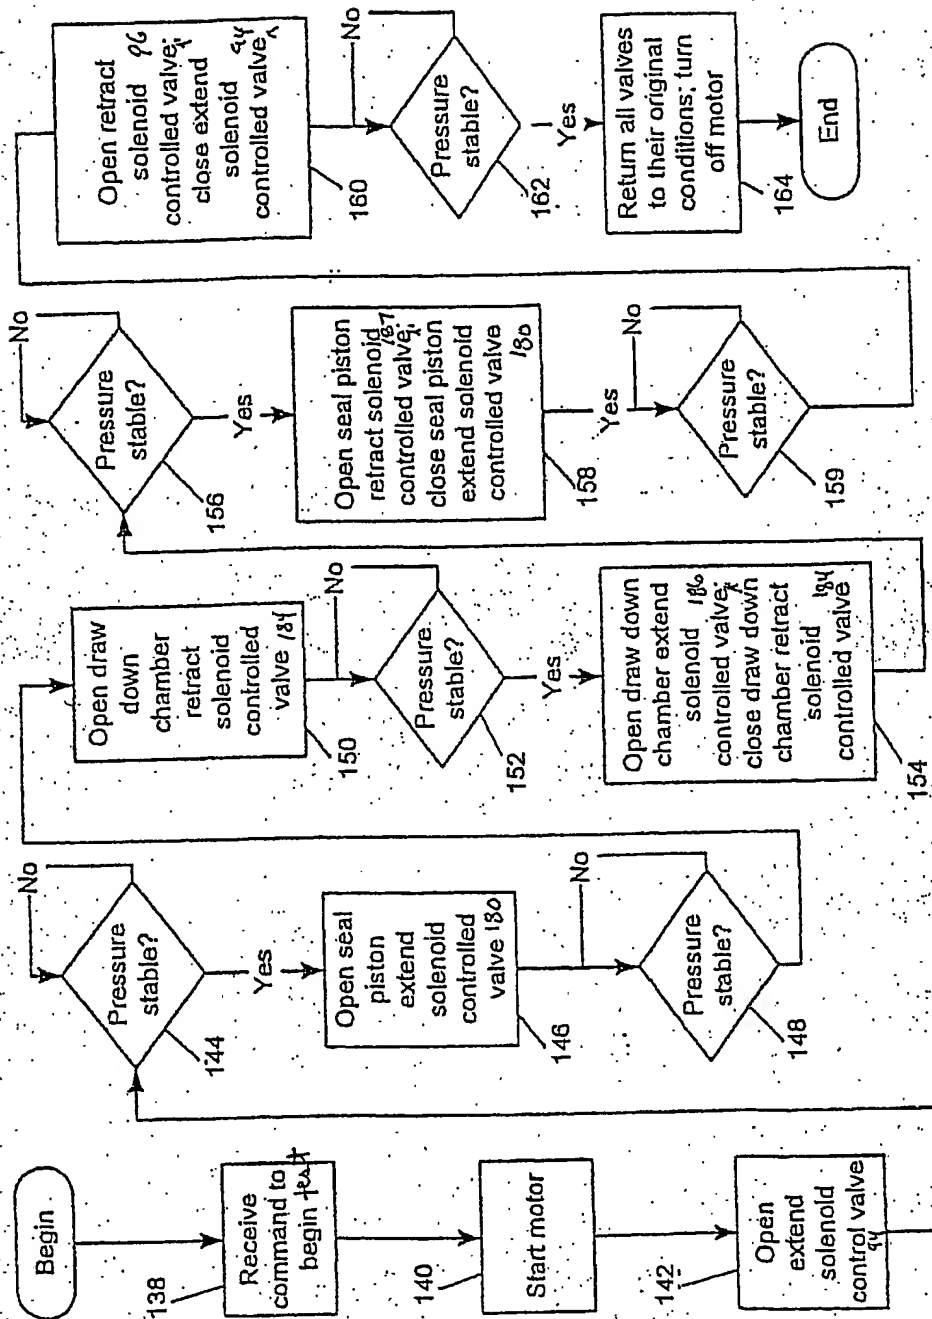 Begin
Receive
command to
begin test
138
Start motor
140
Open
extend
solenoid
control valve
94
142
Pressure
stable?
No
144
Yes
Open seal
piston
extend
solenoid
controlled
valve 180
146
No
Pressure
stable?
148
Open draw
down
chamber
retract
solenoid
controlled
valve 184
150
No
Pressure
stable?
152
Yes
Open draw down
chamber extend
solenoid 186
controlled valve;
close draw down
chamber retract
solenoid 184
controlled valve
154
No
Pressure
stable?
156
Yes
Open seal piston
retract solenoid
controlled valve;
close seal piston
extend solenoid
controlled valve
180
158
Yes
No
Pressure
stable?
159
Open retract
solenoid 96
controlled valve;
close extend
solenoid 94
controlled valve
160
No
Pressure
stable?
162
Yes
Return all valves
to their original
conditions; turn
off motor
164
End